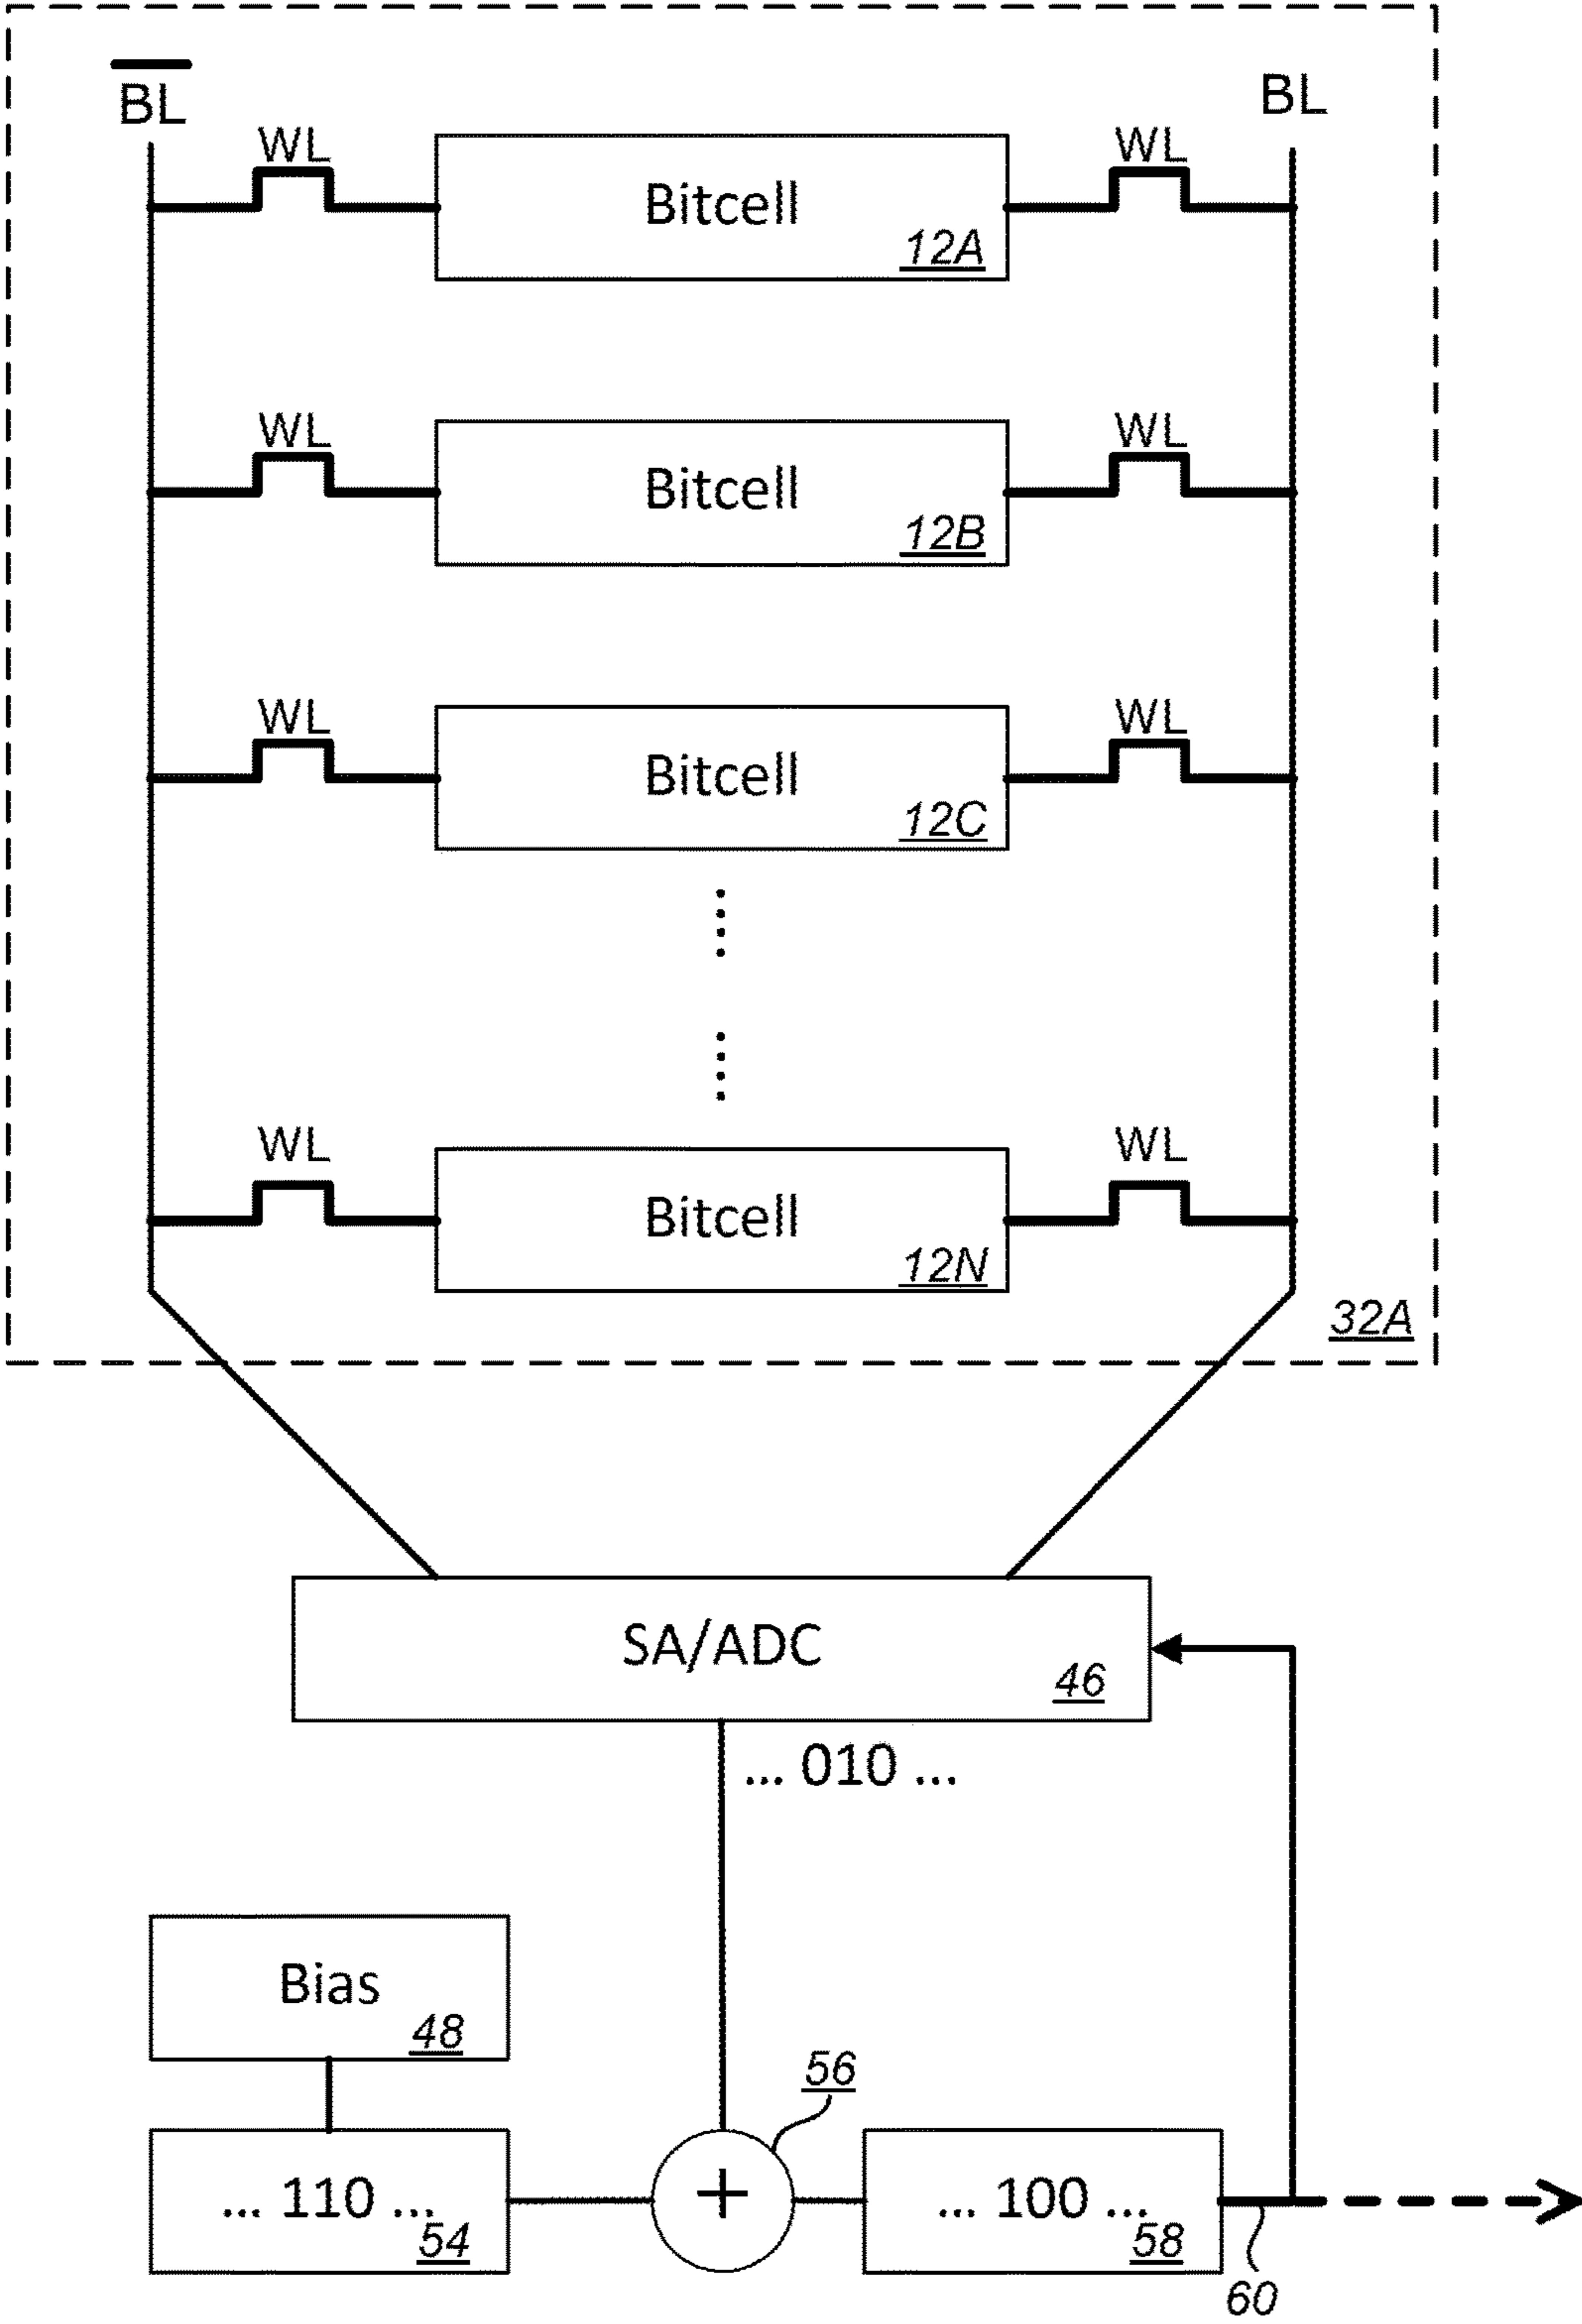 BL BL
WL WL
Bitcell
12A
WL WL
Bitcell
12B
WL WL
Bitcell
12C
WL WL
Bitcell
12N
32A
SA/ADC
46
... 010 ...
Bias
48
56
... 110 ... + ... 100 ...
54 58
60